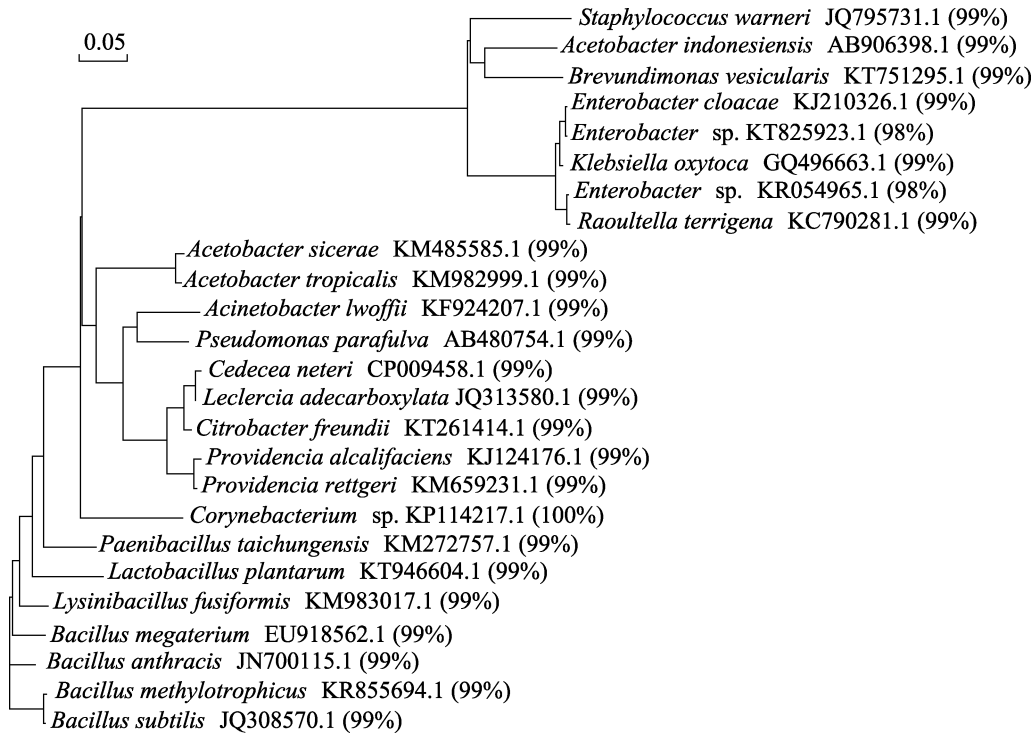 0.05
Staphylococcus warneri JQ795731.1 (99%)
Acetobacter indonesiensis AB906398.1 (99%)
Brevundimonas vesicularis KT751295.1 (99%)
Enterobacter cloacae KJ210326.1 (99%)
Enterobacter sp. KT825923.1 (98%)
Klebsiella oxytoca GQ496663.1 (99%)
Enterobacter sp. KR054965.1 (98%)
Raoultella terrigena KC790281.1 (99%)
Acetobacter sicerae KM485585.1 (99%)
Acetobacter tropicalis KM982999.1 (99%)
Acinetobacter lwoffii KF924207.1 (99%)
Pseudomonas parafulva AB480754.1 (99%)
Cedecea neteri CP009458.1 (99%)
Leclercia adecarboxylata JQ313580.1 (99%)
Citrobacter freundii KT261414.1 (99%)
Providencia alcalifaciens KJ124176.1 (99%)
Providencia rettgeri KM659231.1 (99%)
Corynebacterium sp. KP114217.1 (100%)
Paenibacillus taichungensis KM272757.1 (99%)
Lactobacillus plantarum KT946604.1 (99%)
Lysinibacillus fusiformis KM983017.1 (99%)
Bacillus megaterium EU918562.1 (99%)
Bacillus anthracis JN700115.1 (99%)
Bacillus methylotrophicus KR855694.1 (99%)
Bacillus subtilis JQ308570.1 (99%)